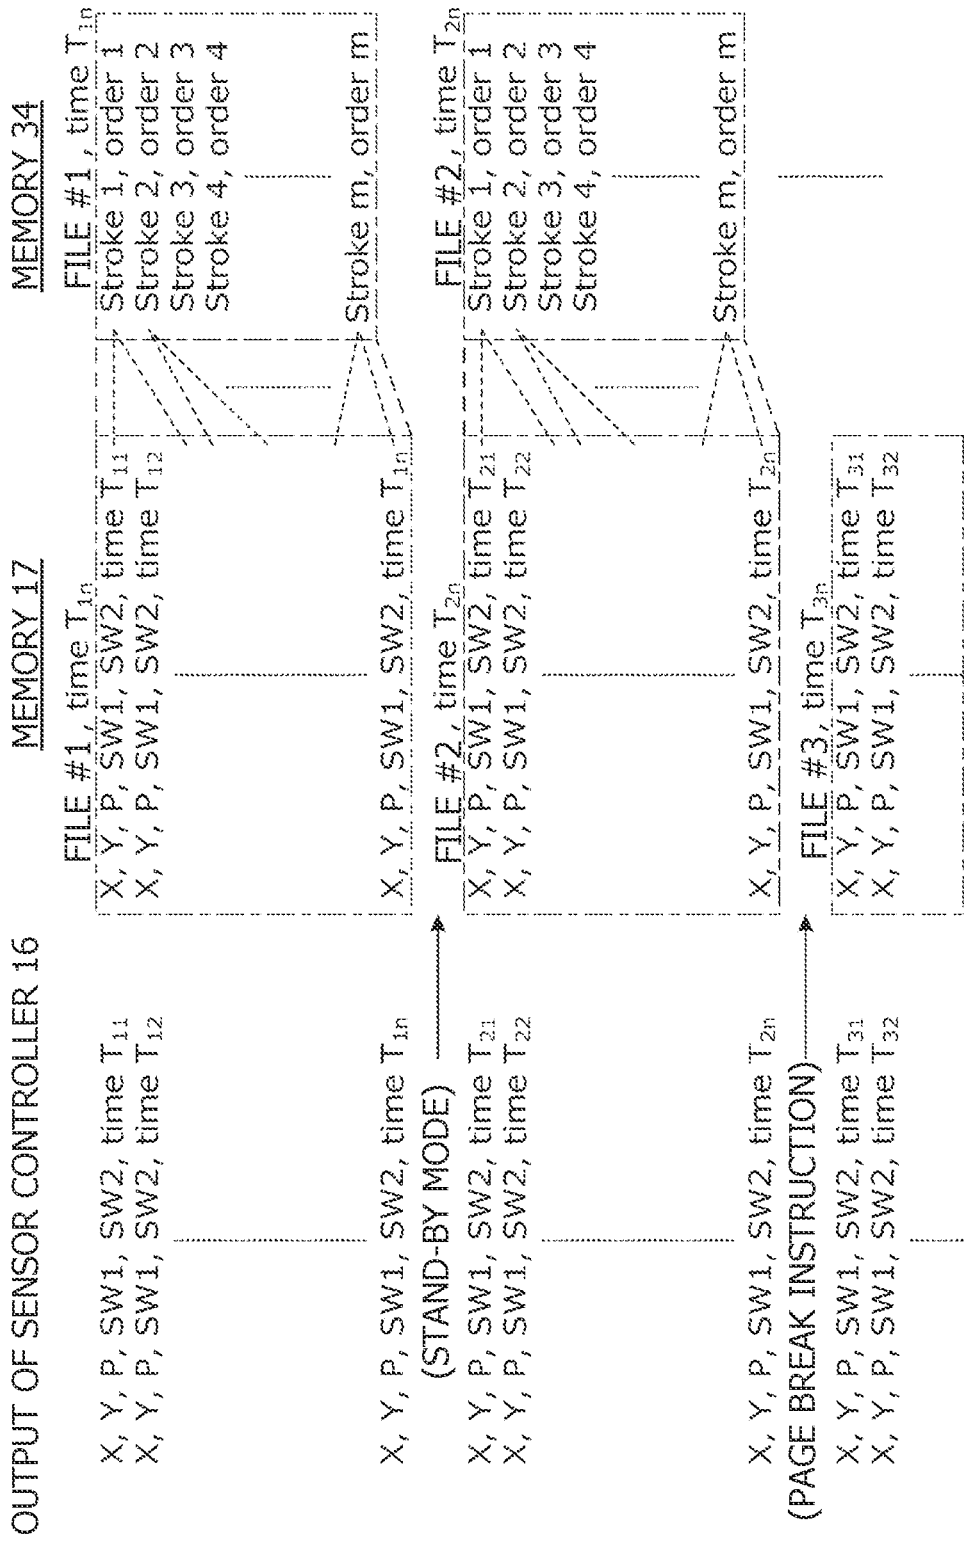 OUTPUT OF SENSOR CONTROLLER 16
X, Y, P, SW1, SW2, time T11
X, Y, P, SW1, SW2, time T12
X, Y, P, SW1, SW2, time T1n
(STAND-BY MODE)
X, Y, P, SW1, SW2, time T21
X, Y, P, SW1, SW2, time T22
X, Y, P, SW1, SW2, time T2n
(PAGE BREAK INSTRUCTION)
X, Y, P, SW1, SW2, time T31
X, Y, P, SW1, SW2, time T32
MEMORY 17
FILE #1, time T1n
X, Y, P, SW1, SW2, time T11
X, Y, P, SW1, SW2, time T12
X, Y, P, SW1, SW2, time T1n
FILE #2, time T2n
X, Y, P, SW1, SW2, time T21
X, Y, P, SW1, SW2, time T22
X, Y, P, SW1, SW2, time T2n
FILE #3, time T3n
X, Y, P, SW1, SW2, time T31
X, Y, P, SW1, SW2, time T32
MEMORY 34
FILE #1, time T1n
Stroke 1, order 1
Stroke 2, order 2
Stroke 3, order 3
Stroke 4, order 4
Stroke m, order m
FILE #2, time T2n
Stroke 1, order 1
Stroke 2, order 2
Stroke 3, order 3
Stroke 4, order 4
Stroke m, order m